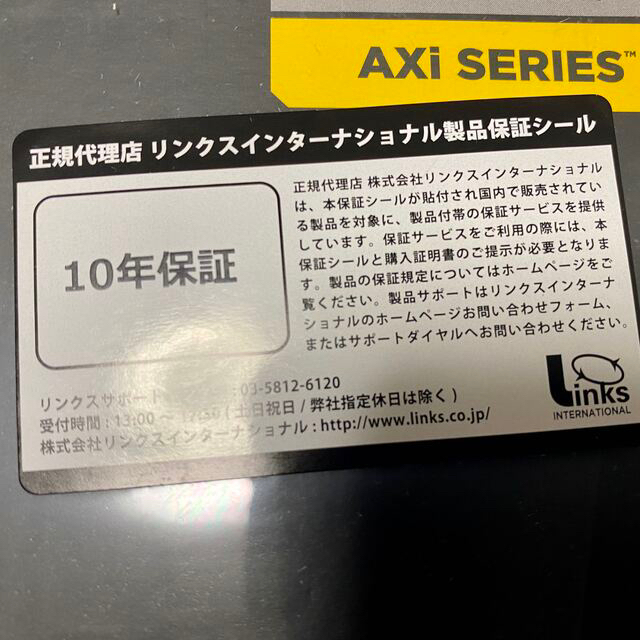 AXi SERIES™
正規代理店 リンクスインターナショナル製品保証シール
10年保証
正規代理店 株式会社リンクスインターナショナル
は、本保証シールが貼付され国内で販売されてい
る製品を対象に、製品付帯の保証サービスを提供
しています。保証サービスをご利用の際には、本
保証シールと購入証明書のご提示が必要となりま
す。製品の保証規定についてはホームページをご
覧ください。製品サポートはリンクスインターナ
ショナルのホームページお問い合わせフォーム、
またはサポートダイヤルへお問い合わせください。
リンクスサポート : 03-5812-6120
受付時間 : 13:00 〜 ( 土日祝日 / 弊社指定休日は除く )
株式会社リンクスインターナショナル : http://www.links.co.jp/
Links
INTERNATIONAL